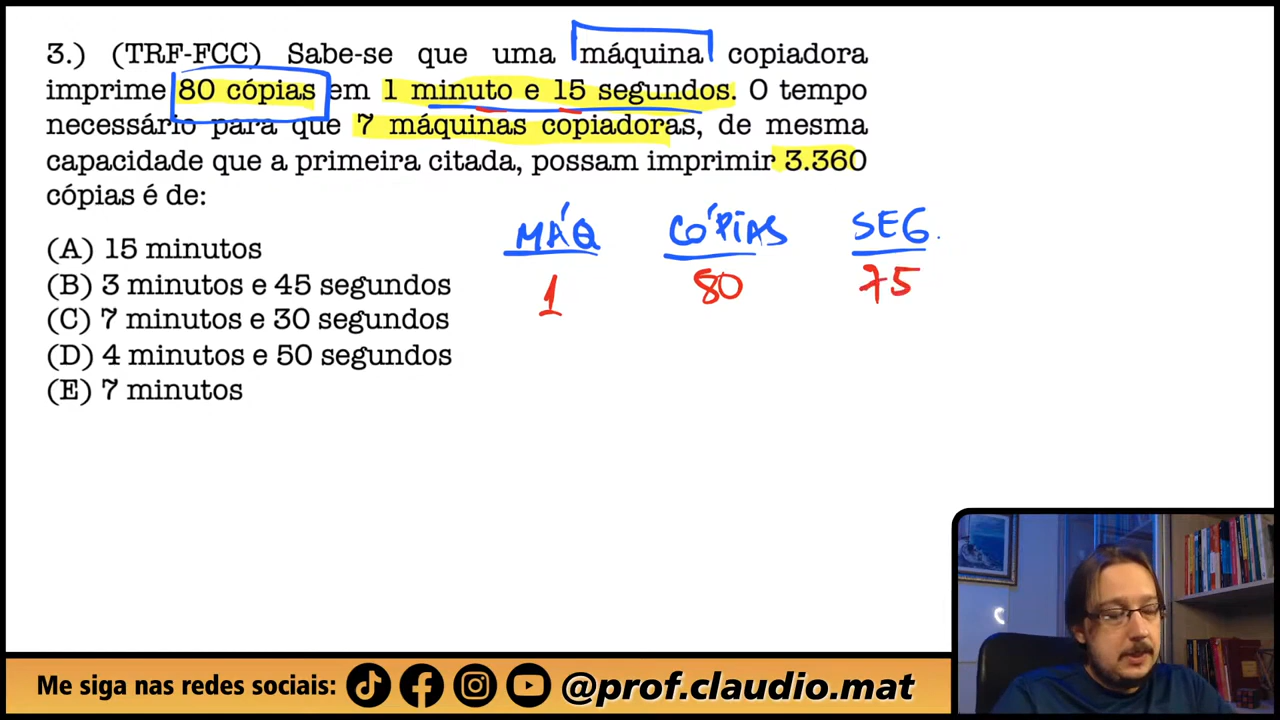 3.) (TRF-FCC) Sabe-se que uma máquina copiadora
imprime 80 cópias em 1 minuto e 15 segundos. O tempo
necessário para que 7 máquinas copiadoras, de mesma
capacidade que a primeira citada, possam imprimir 3.360
cópias é de:
(A) 15 minutos
(B) 3 minutos e 45 segundos
(C) 7 minutos e 30 segundos
(D) 4 minutos e 50 segundos
(E) 7 minutos
MÁQ CÓPIAS SEG.
1 80 75
Me siga nas redes sociais: @prof.claudio.mat